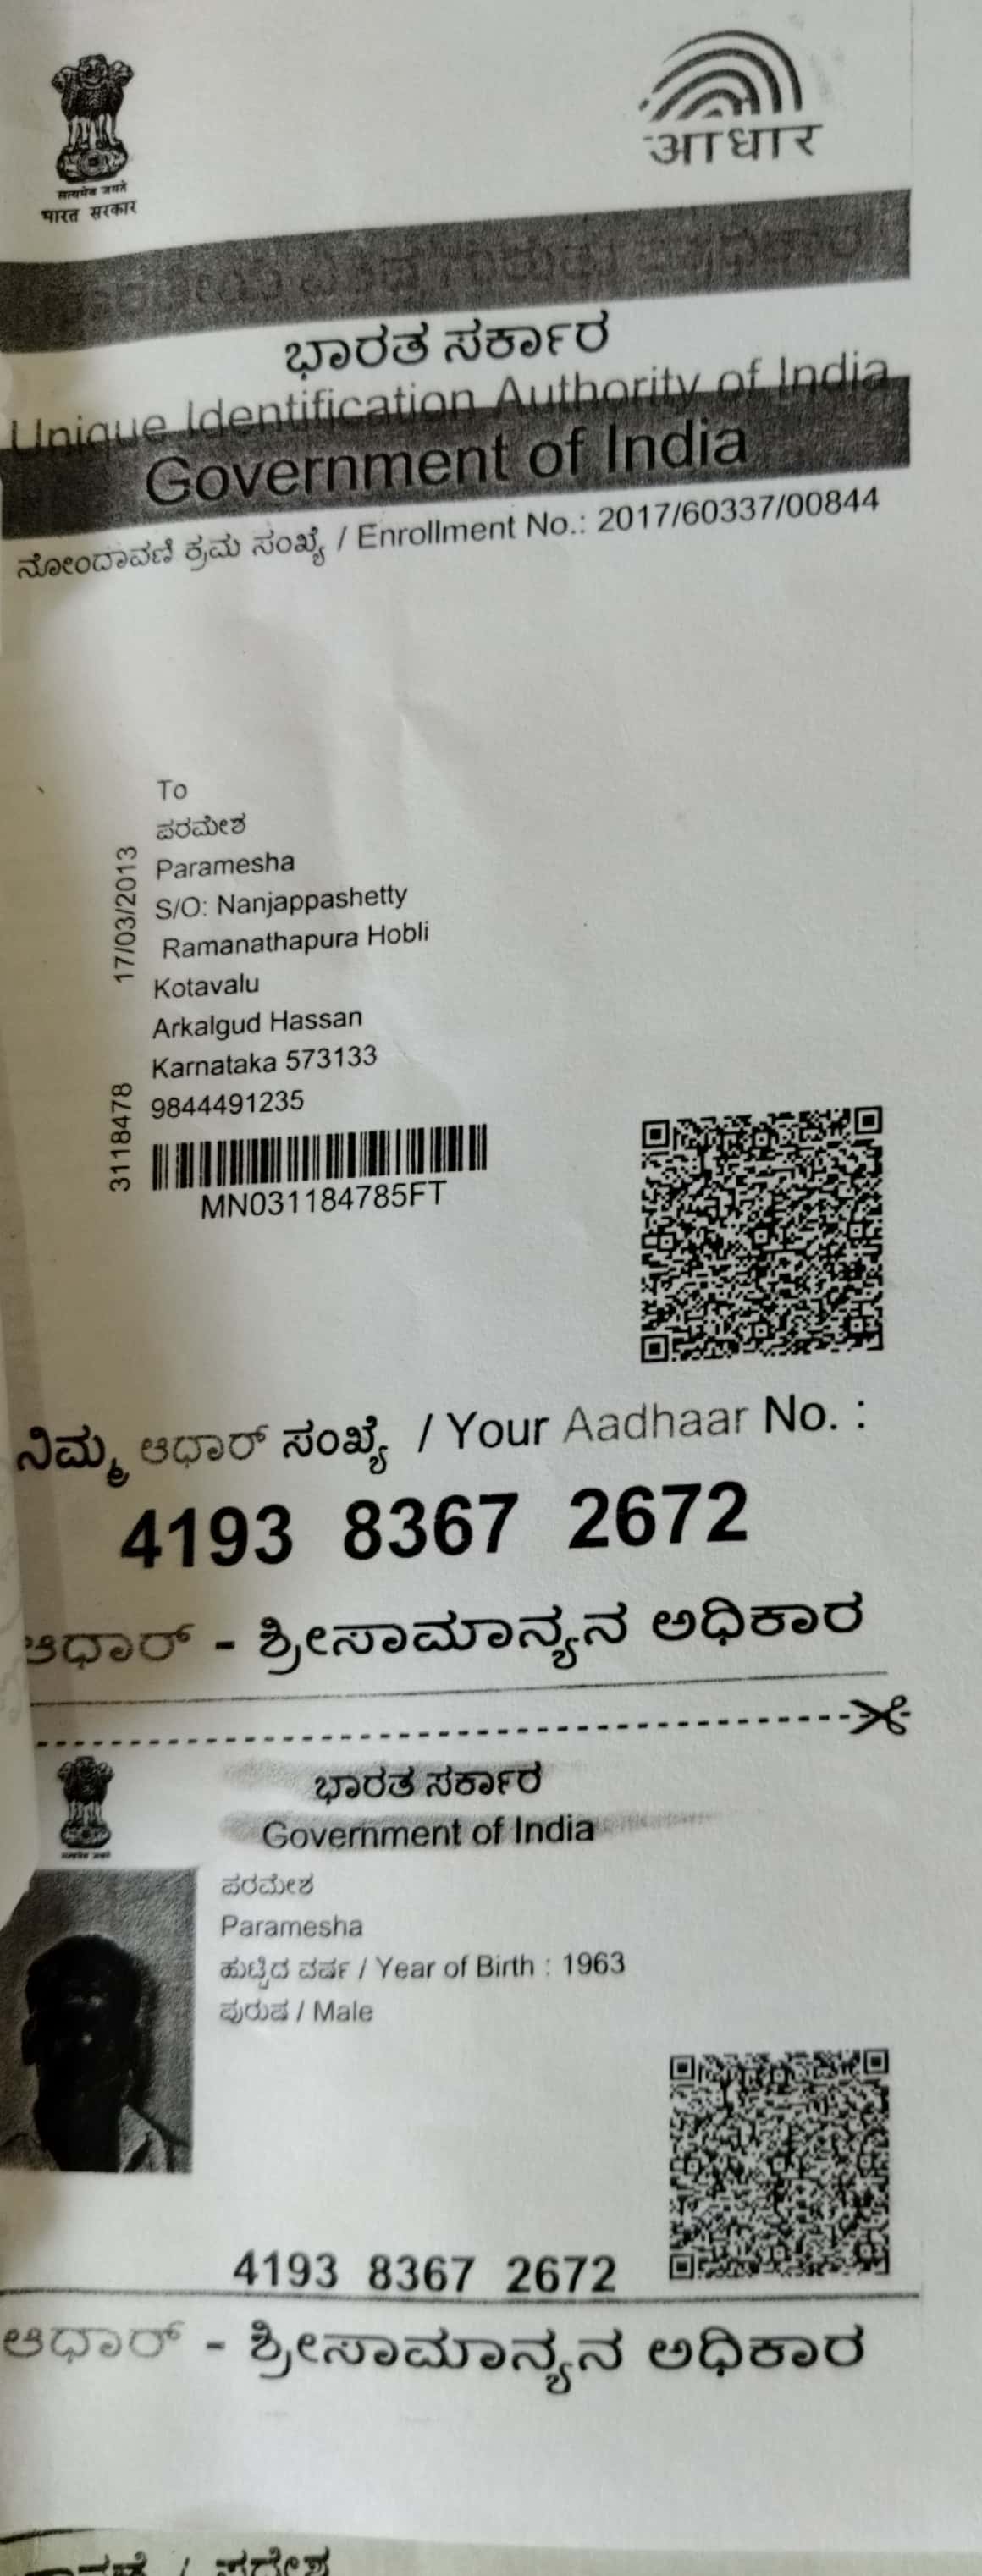 सत्यमेव जयते
भारत सरकार
आधार
ಭಾರತ ಸರ್ಕಾರ
Unique Identification Authority of India
Government of India
ನೋಂದಾವಣಿ ಕ್ರಮ ಸಂಖ್ಯೆ / Enrollment No.: 2017/60337/00844
To
ಪರಮೇಶ
Paramesha
S/O: Nanjappashetty
Ramanathapura Hobli
Kotavalu
Arkalgud Hassan
Karnataka 573133
9844491235
17/03/2013
3118478
MN031184785FT
ನಿಮ್ಮ ಆಧಾರ್ ಸಂಖ್ಯೆ / Your Aadhaar No. :
4193 8367 2672
ಆಧಾರ್ - ಶ್ರೀಸಾಮಾನ್ಯನ ಅಧಿಕಾರ
ಭಾರತ ಸರ್ಕಾರ
Government of India
ಪರಮೇಶ
Paramesha
ಹುಟ್ಟಿದ ವರ್ಷ / Year of Birth : 1963
ಪುರುಷ / Male
4193 8367 2672
ಆಧಾರ್ - ಶ್ರೀಸಾಮಾನ್ಯನ ಅಧಿಕಾರ